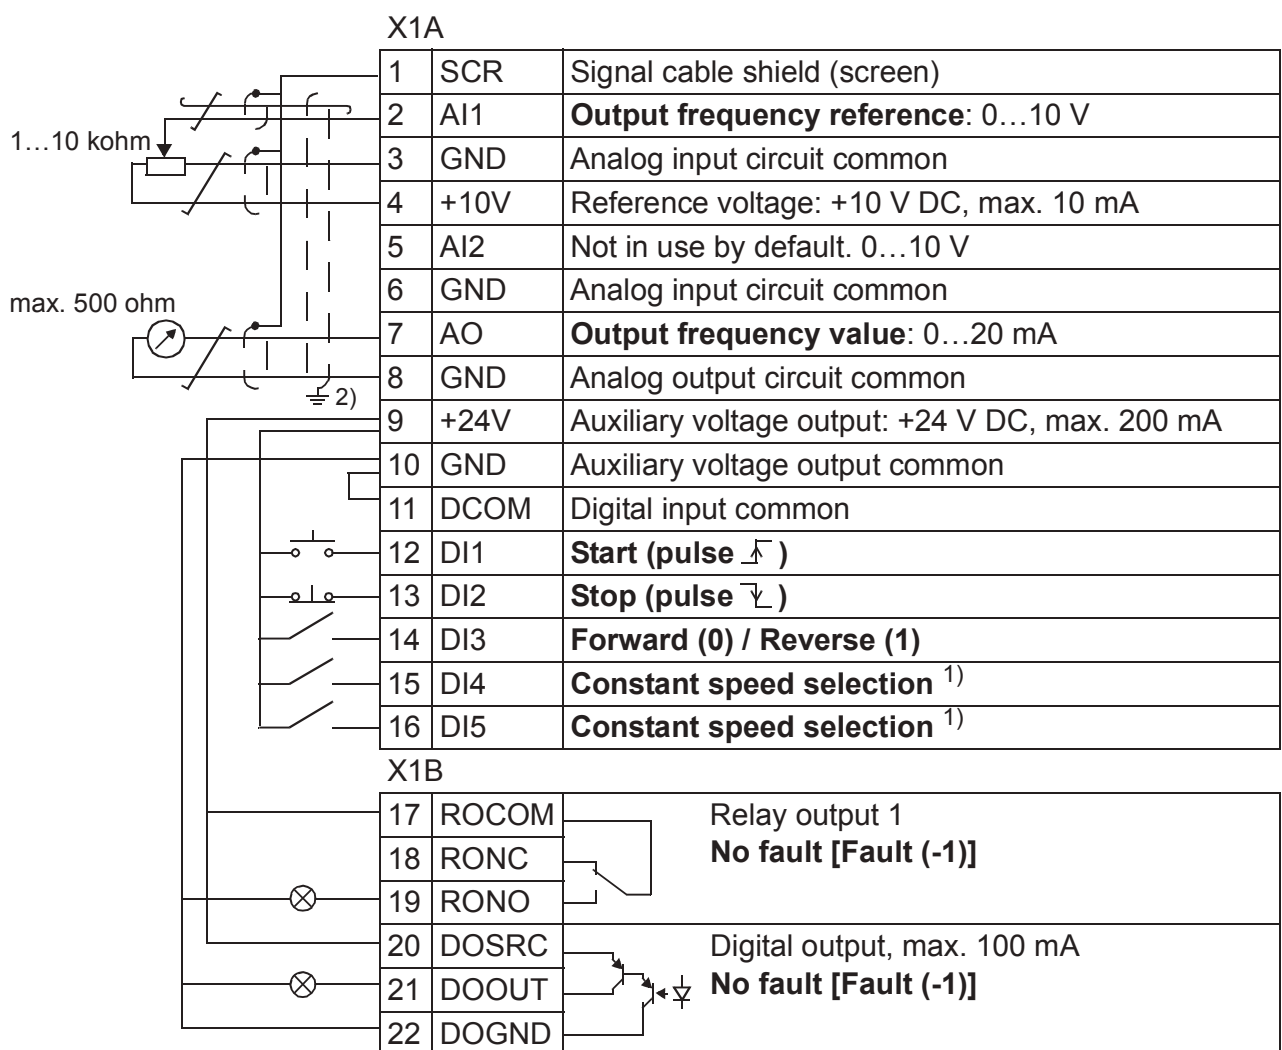 X1A
1 SCR Signal cable shield (screen)
2 AI1 Output frequency reference: 0…10 V
1…10 kohm
3 GND Analog input circuit common
4 +10V Reference voltage: +10 V DC, max. 10 mA
5 AI2 Not in use by default. 0…10 V
6 GND Analog input circuit common
max. 500 ohm
7 AO Output frequency value: 0…20 mA
8 GND Analog output circuit common
2)
9 +24V Auxiliary voltage output: +24 V DC, max. 200 mA
10 GND Auxiliary voltage output common
11 DCOM Digital input common
12 DI1 Start (pulse )
13 DI2 Stop (pulse )
14 DI3 Forward (0) / Reverse (1)
15 DI4 Constant speed selection 1)
16 DI5 Constant speed selection 1)
X1B
17 ROCOM Relay output 1
18 RONC No fault [Fault (-1)]
19 RONO
20 DOSRC Digital output, max. 100 mA
21 DOOUT No fault [Fault (-1)]
22 DOGND